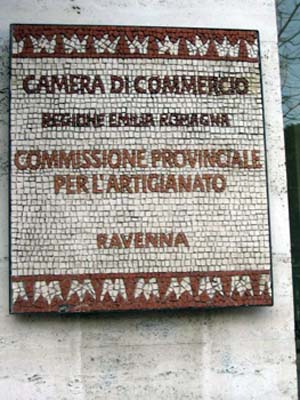 CAMERA DI COMMERCIO
REGIONE EMILIA ROMAGNA
COMMISSIONE PROVINCIALE
PER L'ARTIGIANATO
RAVENNA